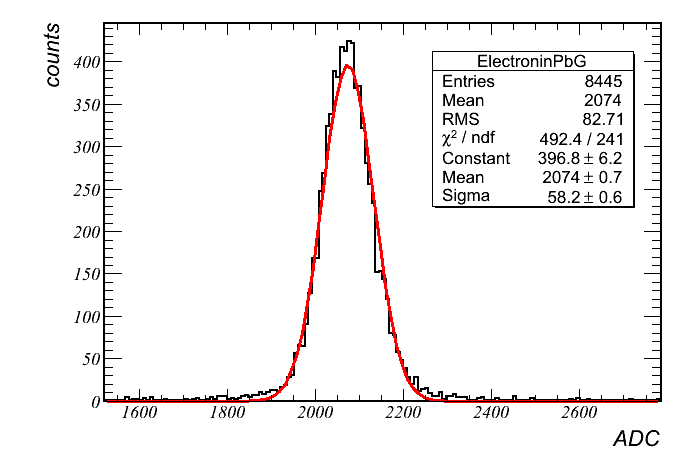 counts
400
350
300
250
200
150
100
50
0
ElectroninPbG
Entries 8445
Mean 2074
RMS 82.71
χ² / ndf 492.4 / 241
Constant 396.8 ± 6.2
Mean 2074 ± 0.7
Sigma 58.2 ± 0.6
1600 1800 2000 2200 2400 2600
ADC